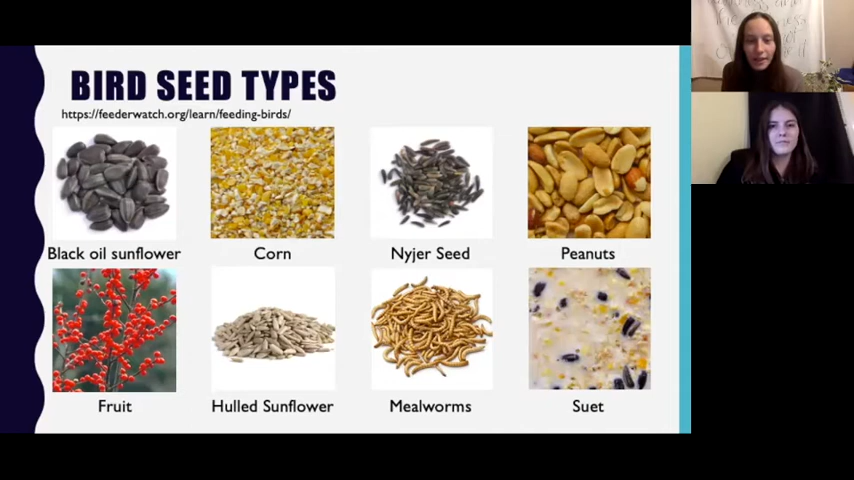 BIRD SEED TYPES
https://feederwatch.org/learn/feeding-birds/
Black oil sunflower
Corn
Nyjer Seed
Peanuts
Fruit
Hulled Sunflower
Mealworms
Suet